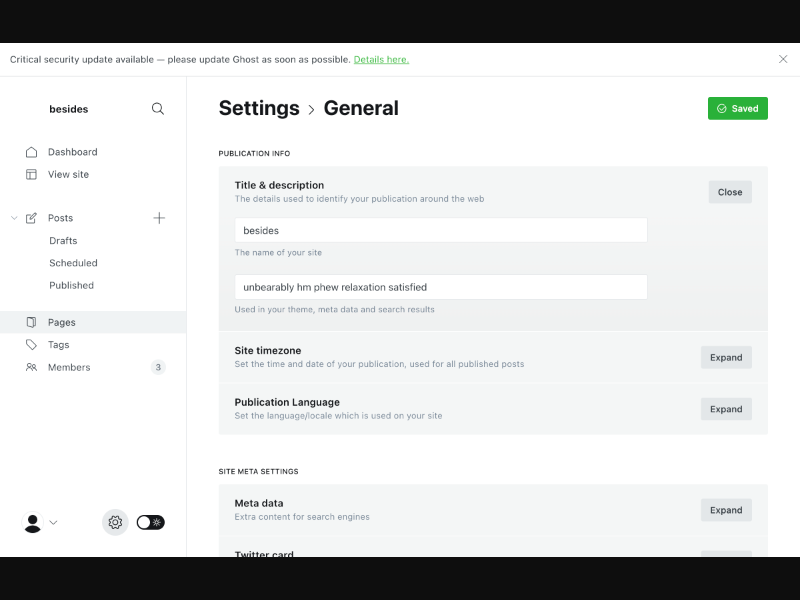 Critical security update available — please update Ghost as soon as possible. Details here.
besides
Dashboard
View site
Posts
Drafts
Scheduled
Published
Pages
Tags
Members
3
Settings › General
Saved
PUBLICATION INFO
Title & description
The details used to identify your publication around the web
Close
besides
The name of your site
unbearably hm phew relaxation satisfied
Used in your theme, meta data and search results
Site timezone
Set the time and date of your publication, used for all published posts
Expand
Publication Language
Set the language/locale which is used on your site
Expand
SITE META SETTINGS
Meta data
Extra content for search engines
Expand
Twitter card